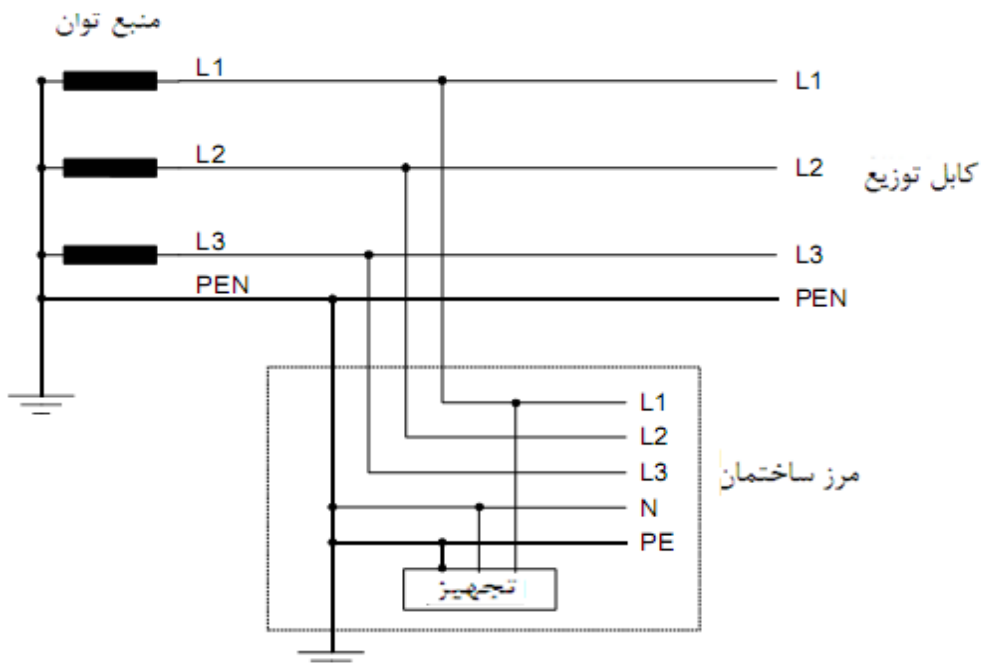 منبع توان
L1 L1
L2 L2
کابل توزیع
L3 L3
PEN PEN
L1
L2
L3
مرز ساختمان
N
PE
تجهیز